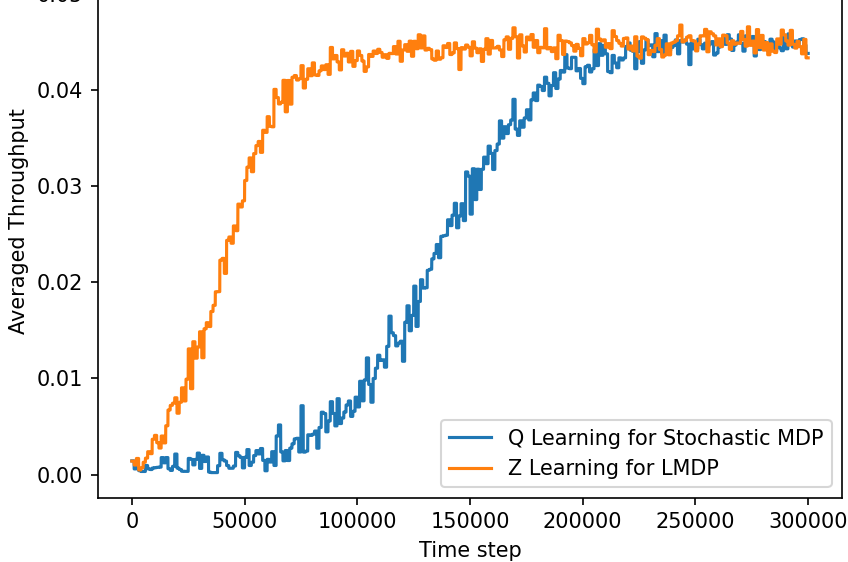 0.04
0.03
0.02
0.01
0.00
Averaged Throughput
Q Learning for Stochastic MDP
Z Learning for LMDP
0 50000 100000 150000 200000 250000 300000
Time step